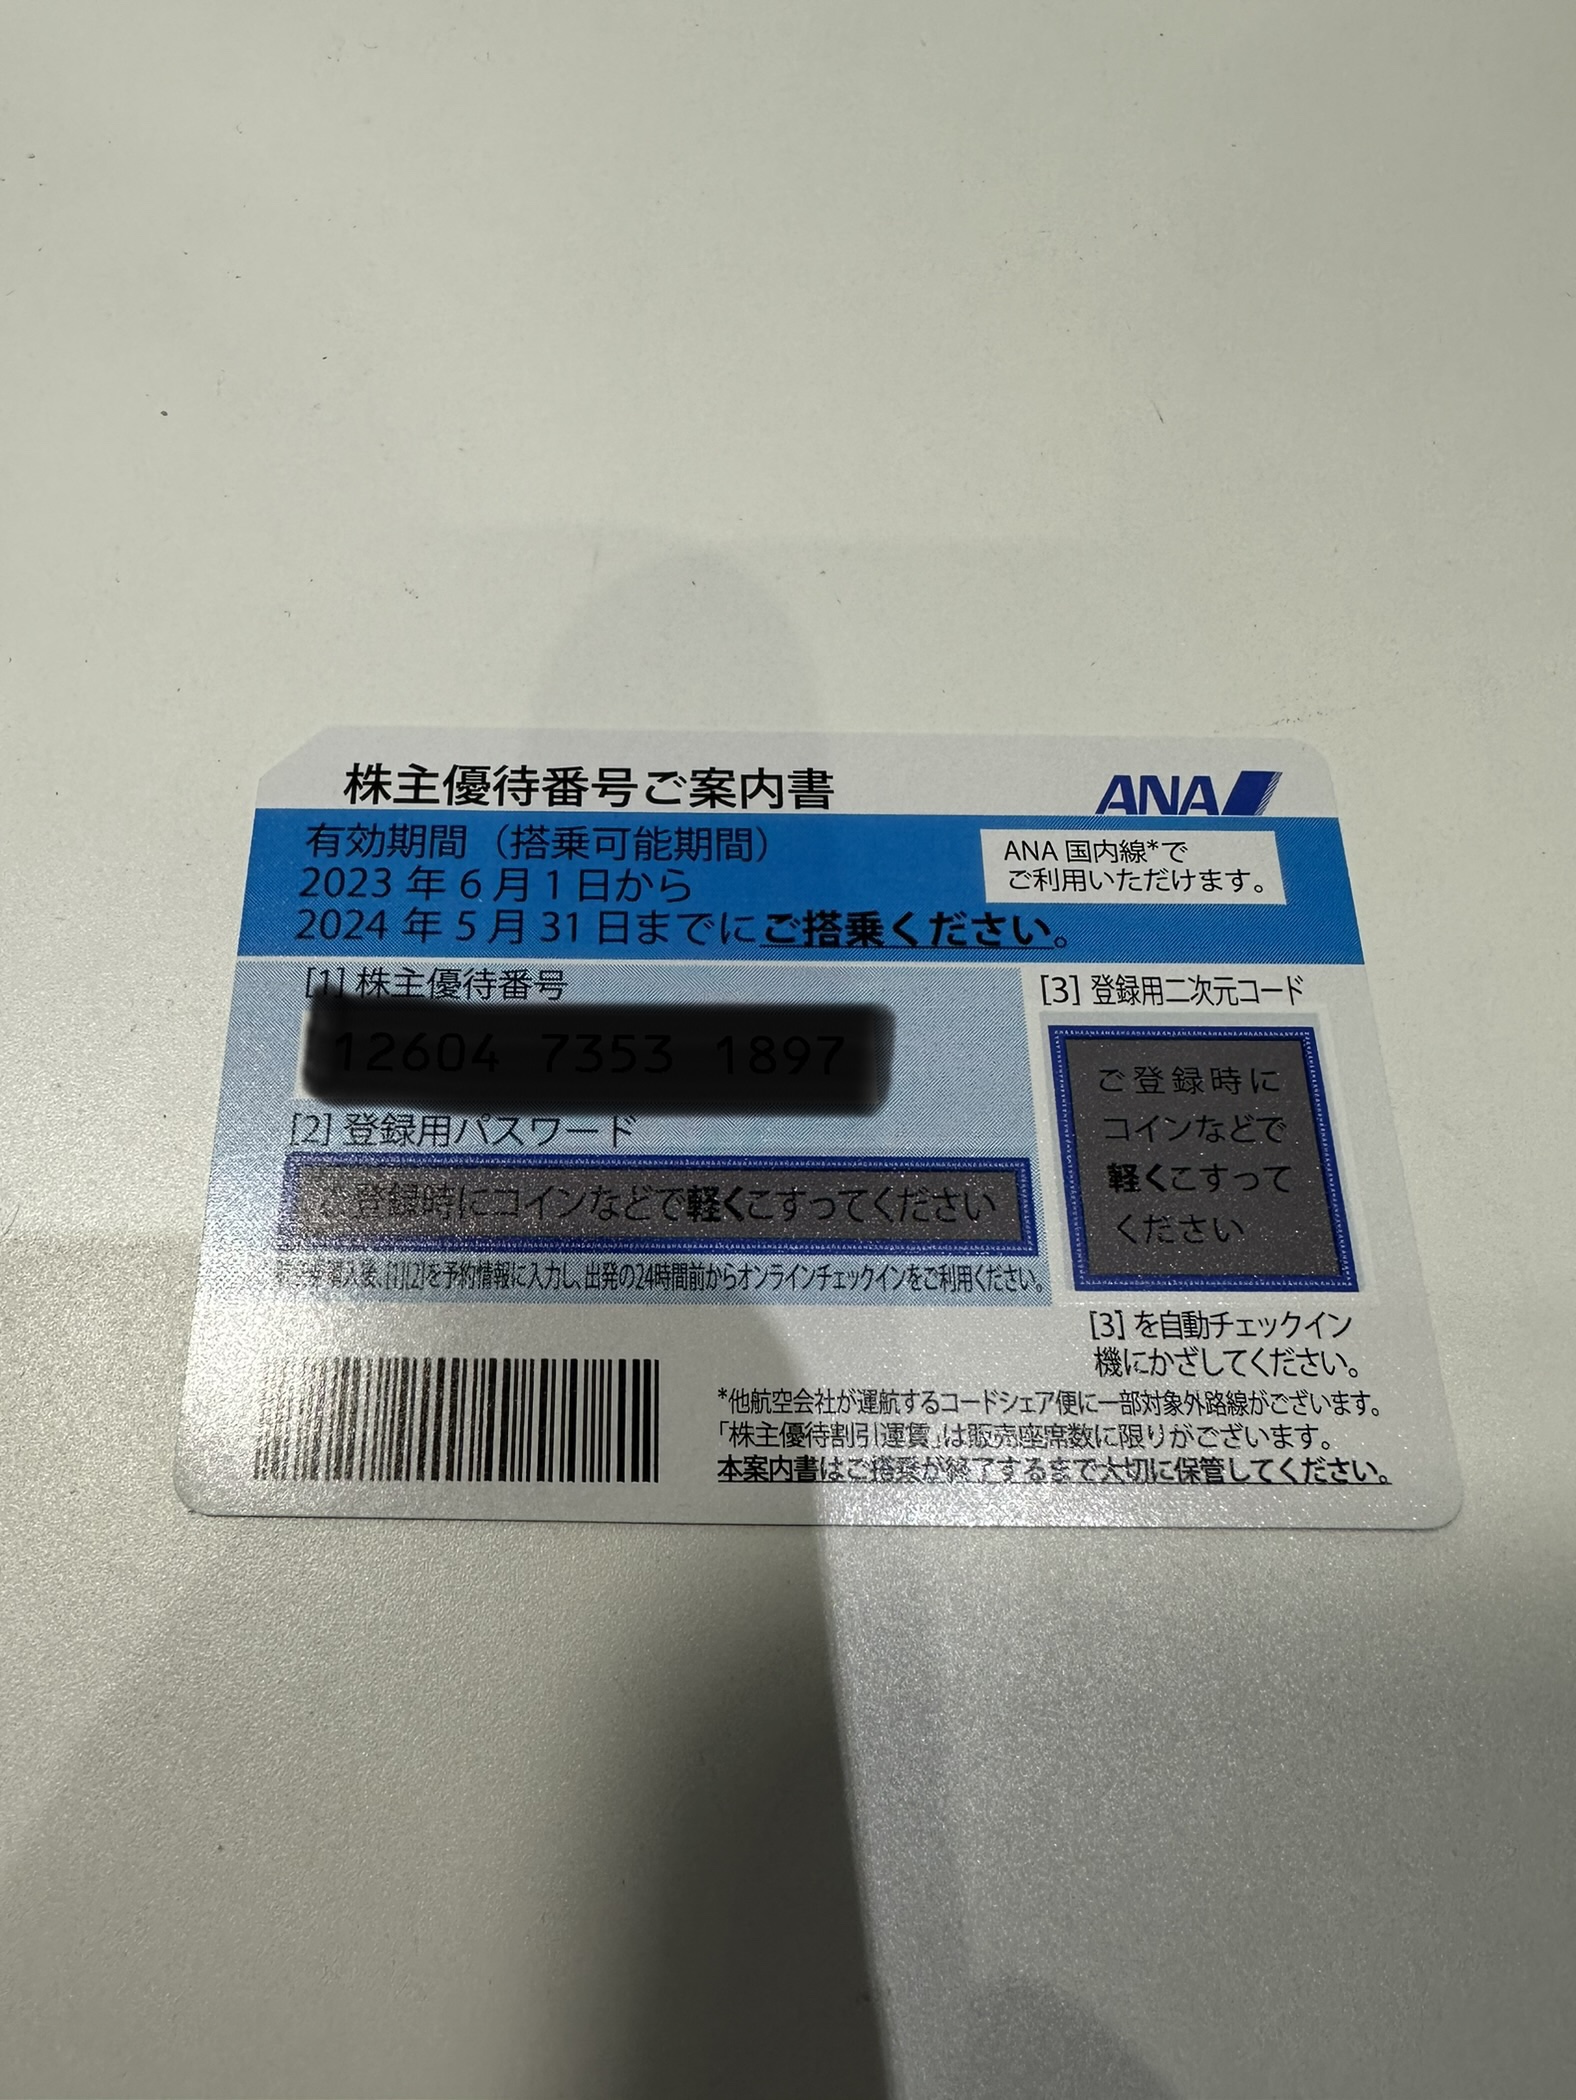 株主優待番号ご案内書
ANA
有効期間（搭乗可能期間）
2023 年 6 月 1 日から
2024 年 5 月 31 日までにご搭乗ください。
ANA 国内線*で
ご利用いただけます。
[1] 株主優待番号
[2] 登録用パスワード
ご登録時にコインなどで軽くこすってください
購入後、[1][2]を予約情報に入力し、出発の24時間前からオンラインチェックインをご利用ください。
[3] 登録用二次元コード
ご登録時に
コインなどで
軽くこすって
ください
[3] を自動チェックイン
機にかざしてください。
*他航空会社が運航するコードシェア便に一部対象外路線がございます。
「株主優待割引運賃」は販売座席数に限りがございます。
本案内書はご搭乗が終了するまで大切に保管してください。